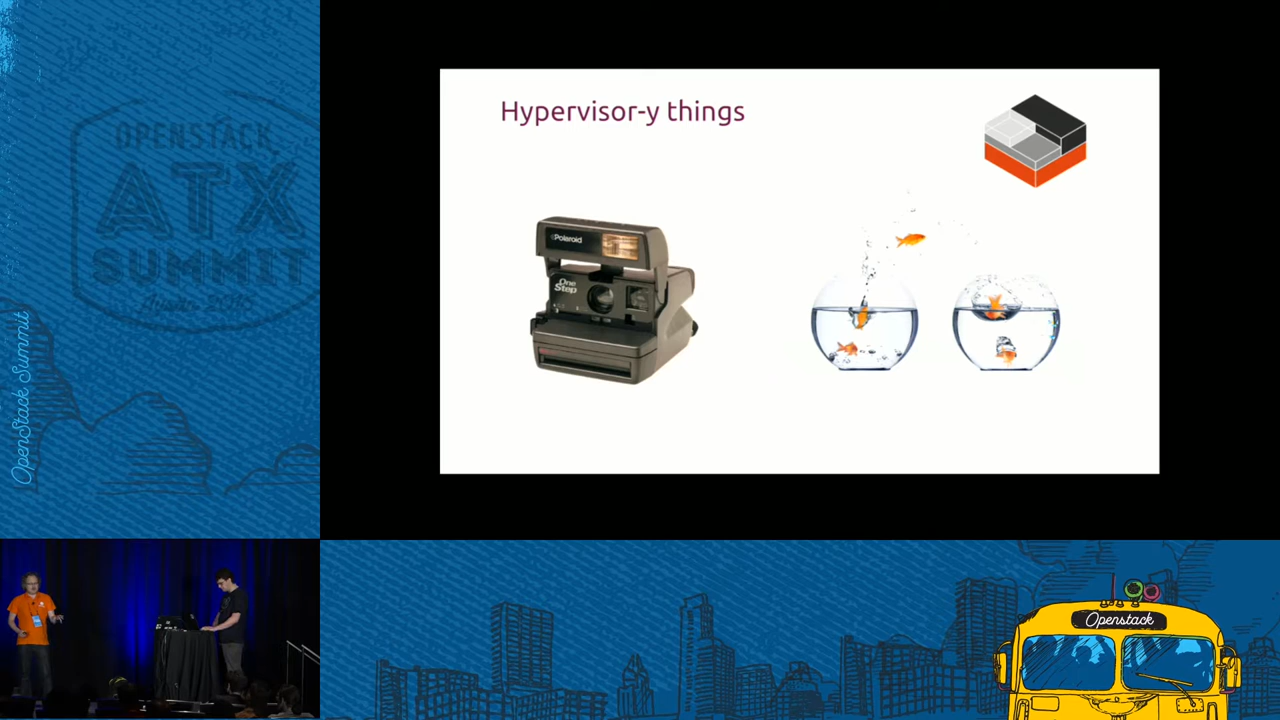 OPENSTACK
ATX
SUMMIT
OpenStack Summit
Hypervisor-y things
Polaroid
One
Step
Openstack